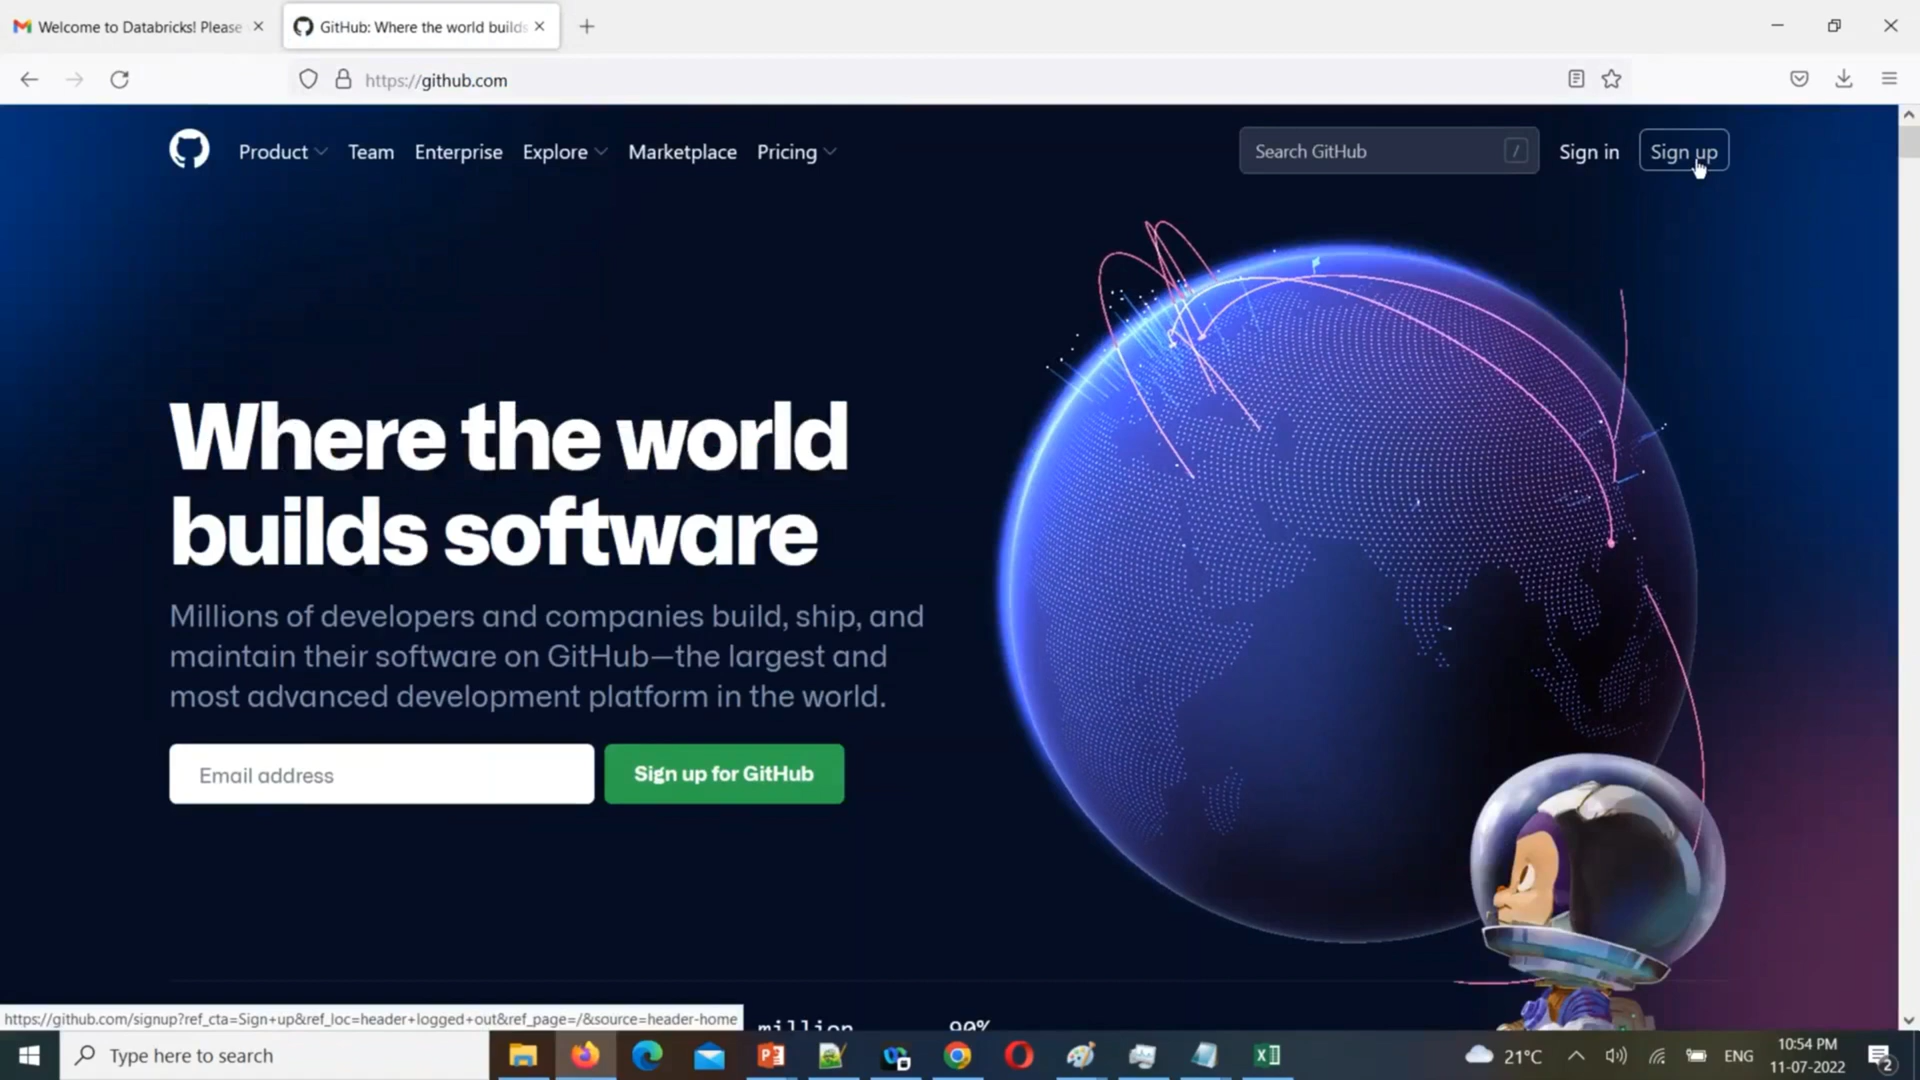 Welcome to Databricks! Please
GitHub: Where the world builds
https://github.com
Product
Team
Enterprise
Explore
Marketplace
Pricing
Search GitHub
/
Sign in
Sign up
Where the world
builds software
Millions of developers and companies build, ship, and
maintain their software on GitHub—the largest and
most advanced development platform in the world.
Email address
Sign up for GitHub
https://github.com/signup?ref_cta=Sign+up&ref_loc=header+logged+out&ref_page=/&source=header-home
million
90%
Type here to search
21°C
ENG
10:54 PM
11-07-2022
2